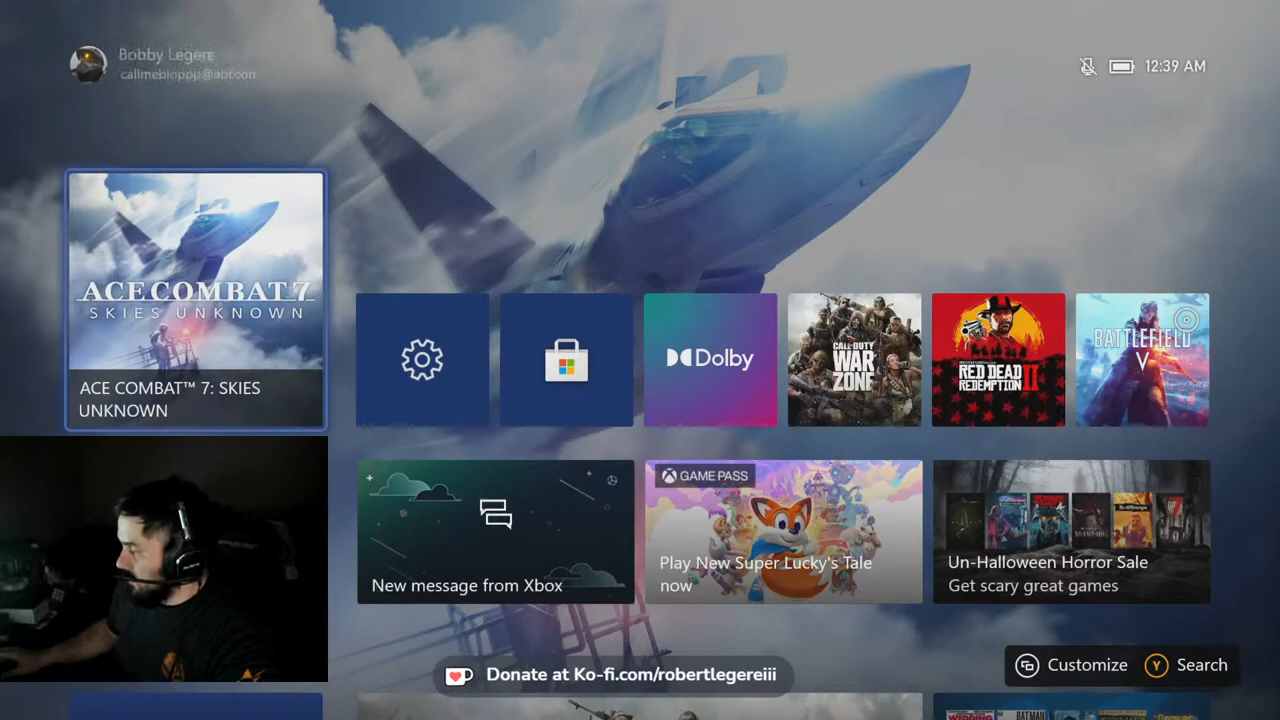 12:39 AM
ACE COMBAT 7
SKIES UNKNOWN
ACE COMBAT™ 7: SKIES
UNKNOWN
Dolby
CALL OF DUTY
WAR
ZONE
RED DEAD
REDEMPTION II
BATTLEFIELD
V
New message from Xbox
GAME PASS
Play New Super Lucky's Tale
now
Un-Halloween Horror Sale
Get scary great games
Donate at Ko-fi.com/robertlegereiii
Customize
Y
Search
BATMAN